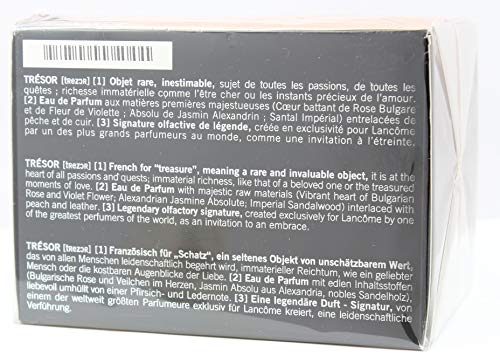 TRÉSOR [tʀezɔʀ] [1] Objet rare, inestimable, sujet de toutes les passions, de toutes les
quêtes ; richesse immatérielle comme l'être cher ou les instants précieux de l'amour.
[2] Eau de Parfum aux matières premières majestueuses (Cœur battant de Rose Bulgare
et de Fleur de Violette ; Absolu de Jasmin Alexandrin ; Santal Impérial) entrelacées de
pêche et de cuir. [3] Signature olfactive de légende, créée en exclusivité pour Lancôme
par un des plus grands parfumeurs au monde, comme une invitation à l'étreinte.
TRÉSOR [tʀezɔʀ] [1] French for "treasure", meaning a rare and invaluable object, it is at the
heart of all passions and quests; immaterial richness, like that of a beloved one or the treasured
moments of love. [2] Eau de Parfum with majestic raw materials (Vibrant heart of Bulgarian
Rose and Violet Flower; Alexandrian Jasmine Absolute; Imperial Sandalwood) interlaced with
peach and leather. [3] Legendary olfactory signature, created exclusively for Lancôme by one
of the greatest perfumers of the world, as an invitation to embrace.
TRÉSOR [tʀezɔʀ] [1] Französisch für „Schatz", ein seltenes Objekt von unschätzbarem Wert,
das von allen Menschen leidenschaftlich begehrt wird, immaterieller Reichtum, wie ein geliebter
Mensch oder die kostbaren Augenblicke der Liebe. [2] Eau de Parfum mit edlen Inhaltsstoffen
(Bulgarische Rose und Veilchen im Herzen, Jasmin Absolu aus Alexandria, nobles Sandelholz),
liebevoll umhüllt von einer Pfirsich- und Ledernote. [3] Eine legendäre Duft - Signatur, von
einem der weltweit größten Parfumeure exklusiv für Lancôme kreiert, eine leidenschaftliche
Verführung.